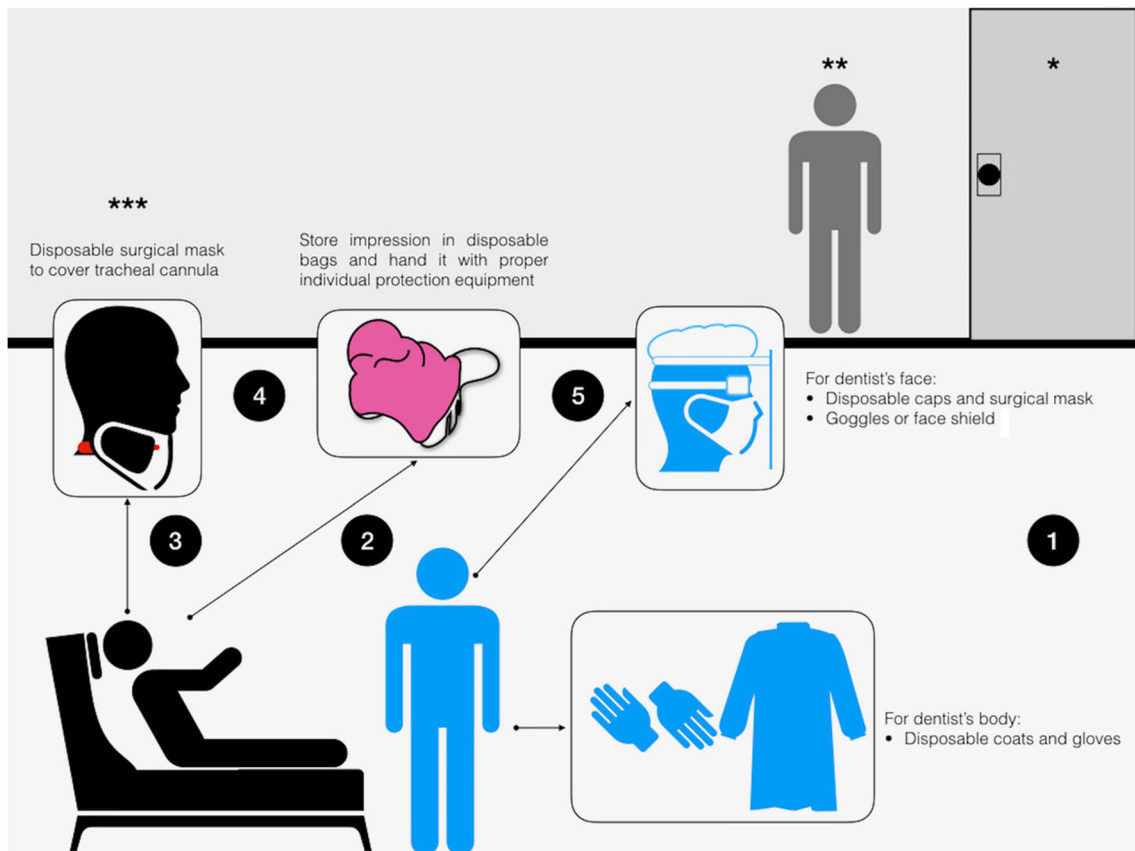 **
*
***
Disposable surgical mask
to cover tracheal cannula
Store impression in disposable
bags and hand it with proper
individual protection equipment
4
5
For dentist's face:
• Disposable caps and surgical mask
• Goggles or face shield
3
2
1
For dentist's body:
• Disposable coats and gloves